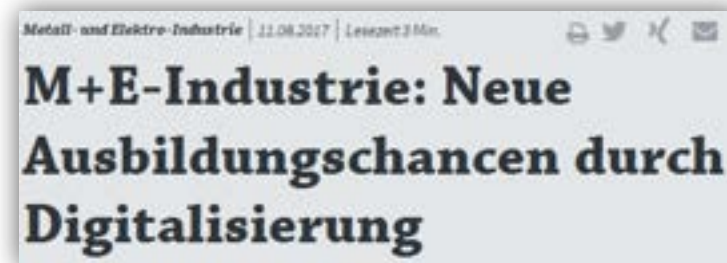 Metall- und Elektro-Industrie | 11.08.2017 | Lesezeit 3 Min.
M+E-Industrie: Neue
Ausbildungschancen durch
Digitalisierung